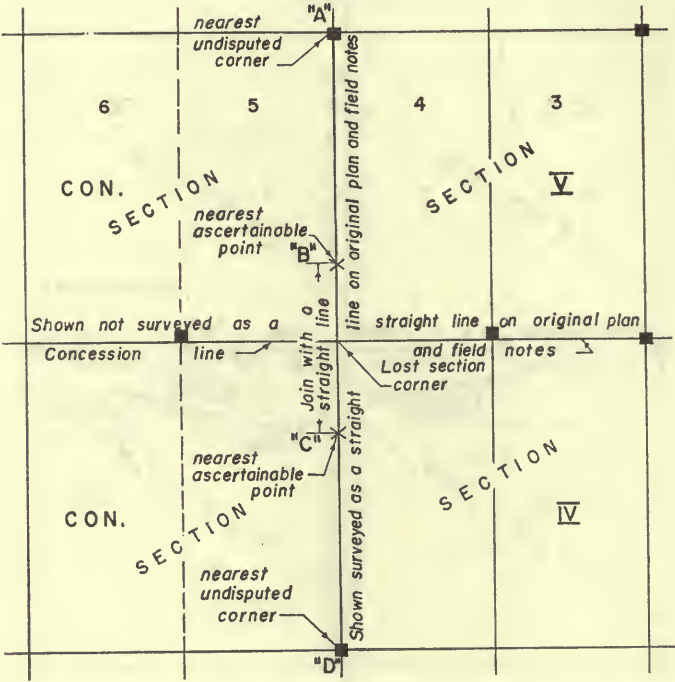 "A"
nearest
undisputed
corner
6
5
4
3
CON.
SECTION
SECTION
V
nearest
ascertainable
point
"B"
Join with a
straight line
Shown surveyed as a straight line on original plan and field notes
Shown not surveyed as a straight line on original plan
Concession line and field notes
Lost section
corner
"C"
nearest
ascertainable
point
CON.
SECTION
SECTION
IV
nearest
undisputed
corner
"D"